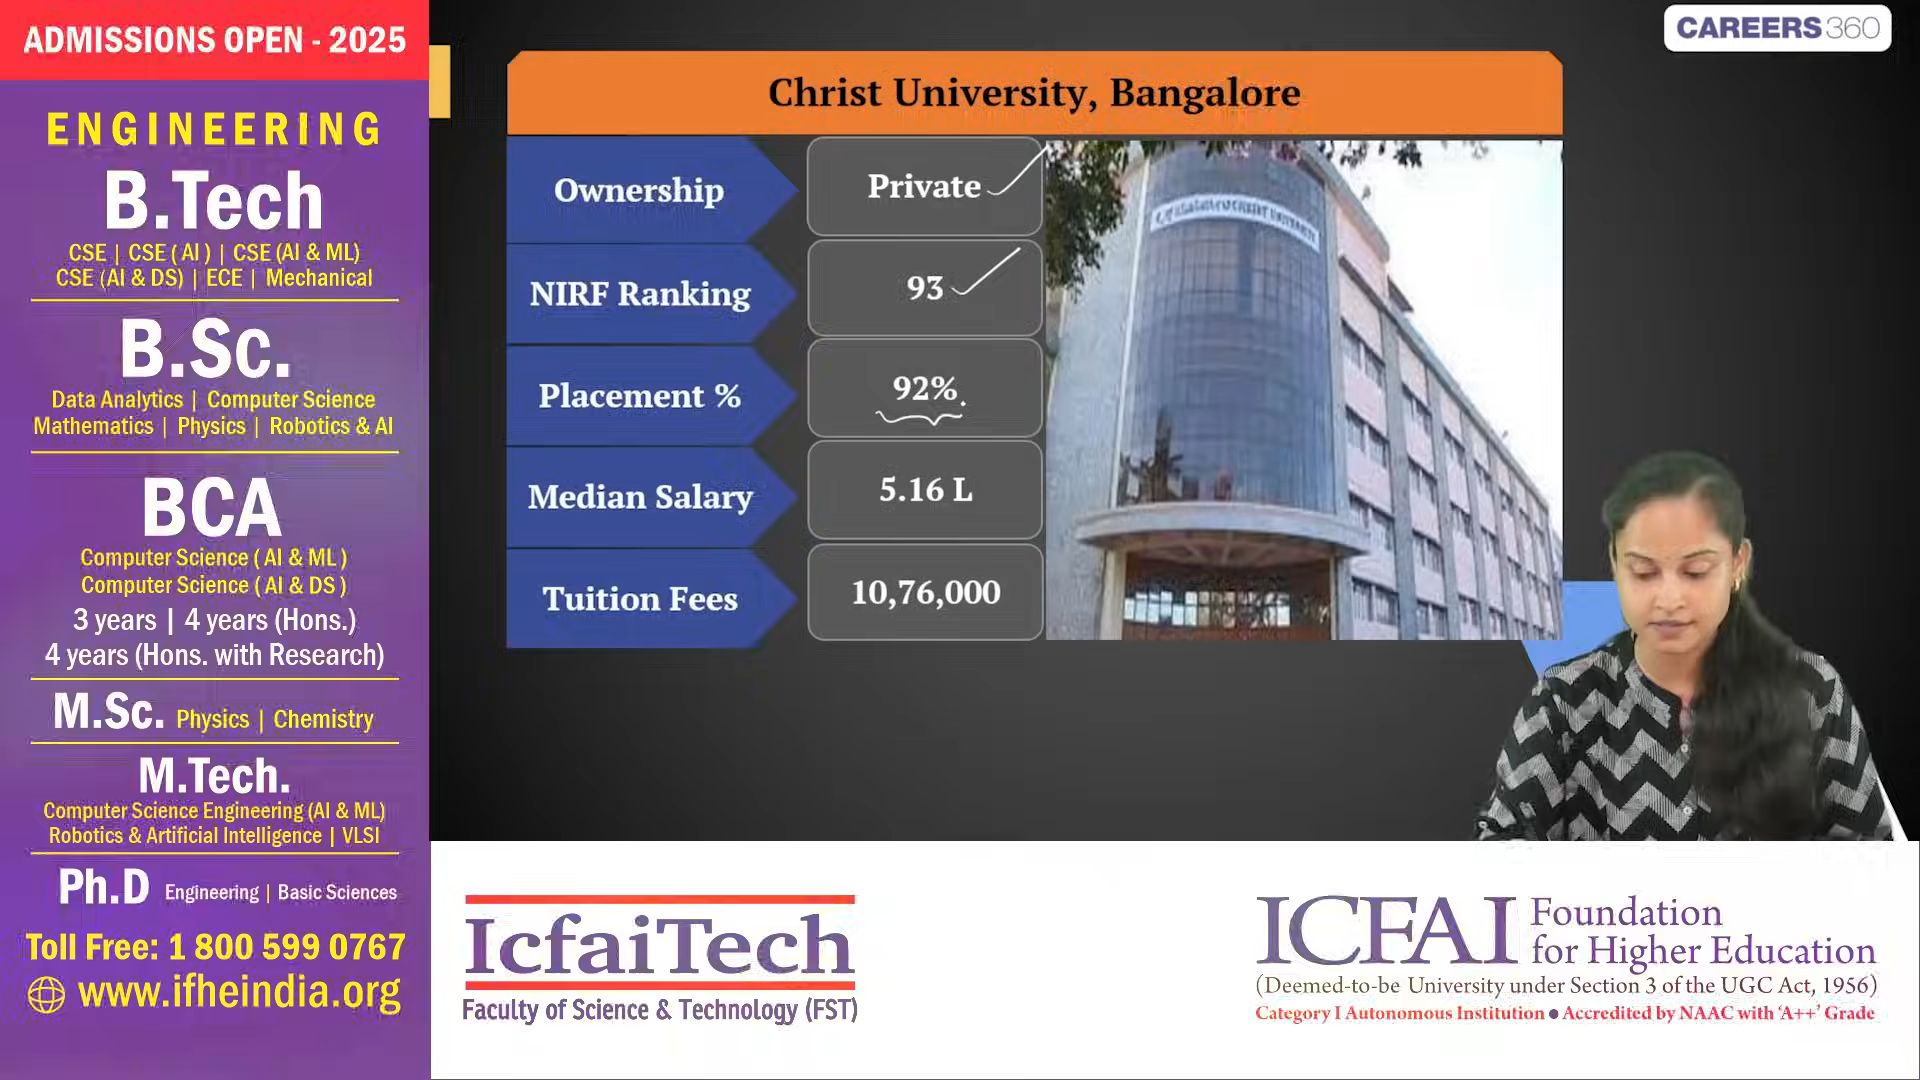 ADMISSIONS OPEN - 2025
ENGINEERING
B.Tech
CSE | CSE ( AI ) | CSE (AI & ML)
CSE (AI & DS) | ECE | Mechanical
B.Sc.
Data Analytics | Computer Science
Mathematics | Physics | Robotics & AI
BCA
Computer Science ( AI & ML )
Computer Science ( AI & DS )
3 years | 4 years (Hons.)
4 years (Hons. with Research)
M.Sc. Physics | Chemistry
M.Tech.
Computer Science Engineering (AI & ML)
Robotics & Artificial Intelligence | VLSI
Ph.D Engineering | Basic Sciences
Toll Free: 1 800 599 0767
www.ifheindia.org
CAREERS360
Christ University, Bangalore
Ownership Private
NIRF Ranking 93
Placement % 92%
Median Salary 5.16 L
Tuition Fees 10,76,000
IcfaiTech
Faculty of Science & Technology (FST)
ICFAI Foundation
for Higher Education
(Deemed-to-be University under Section 3 of the UGC Act, 1956)
Category I Autonomous Institution ● Accredited by NAAC with ‘A++’ Grade